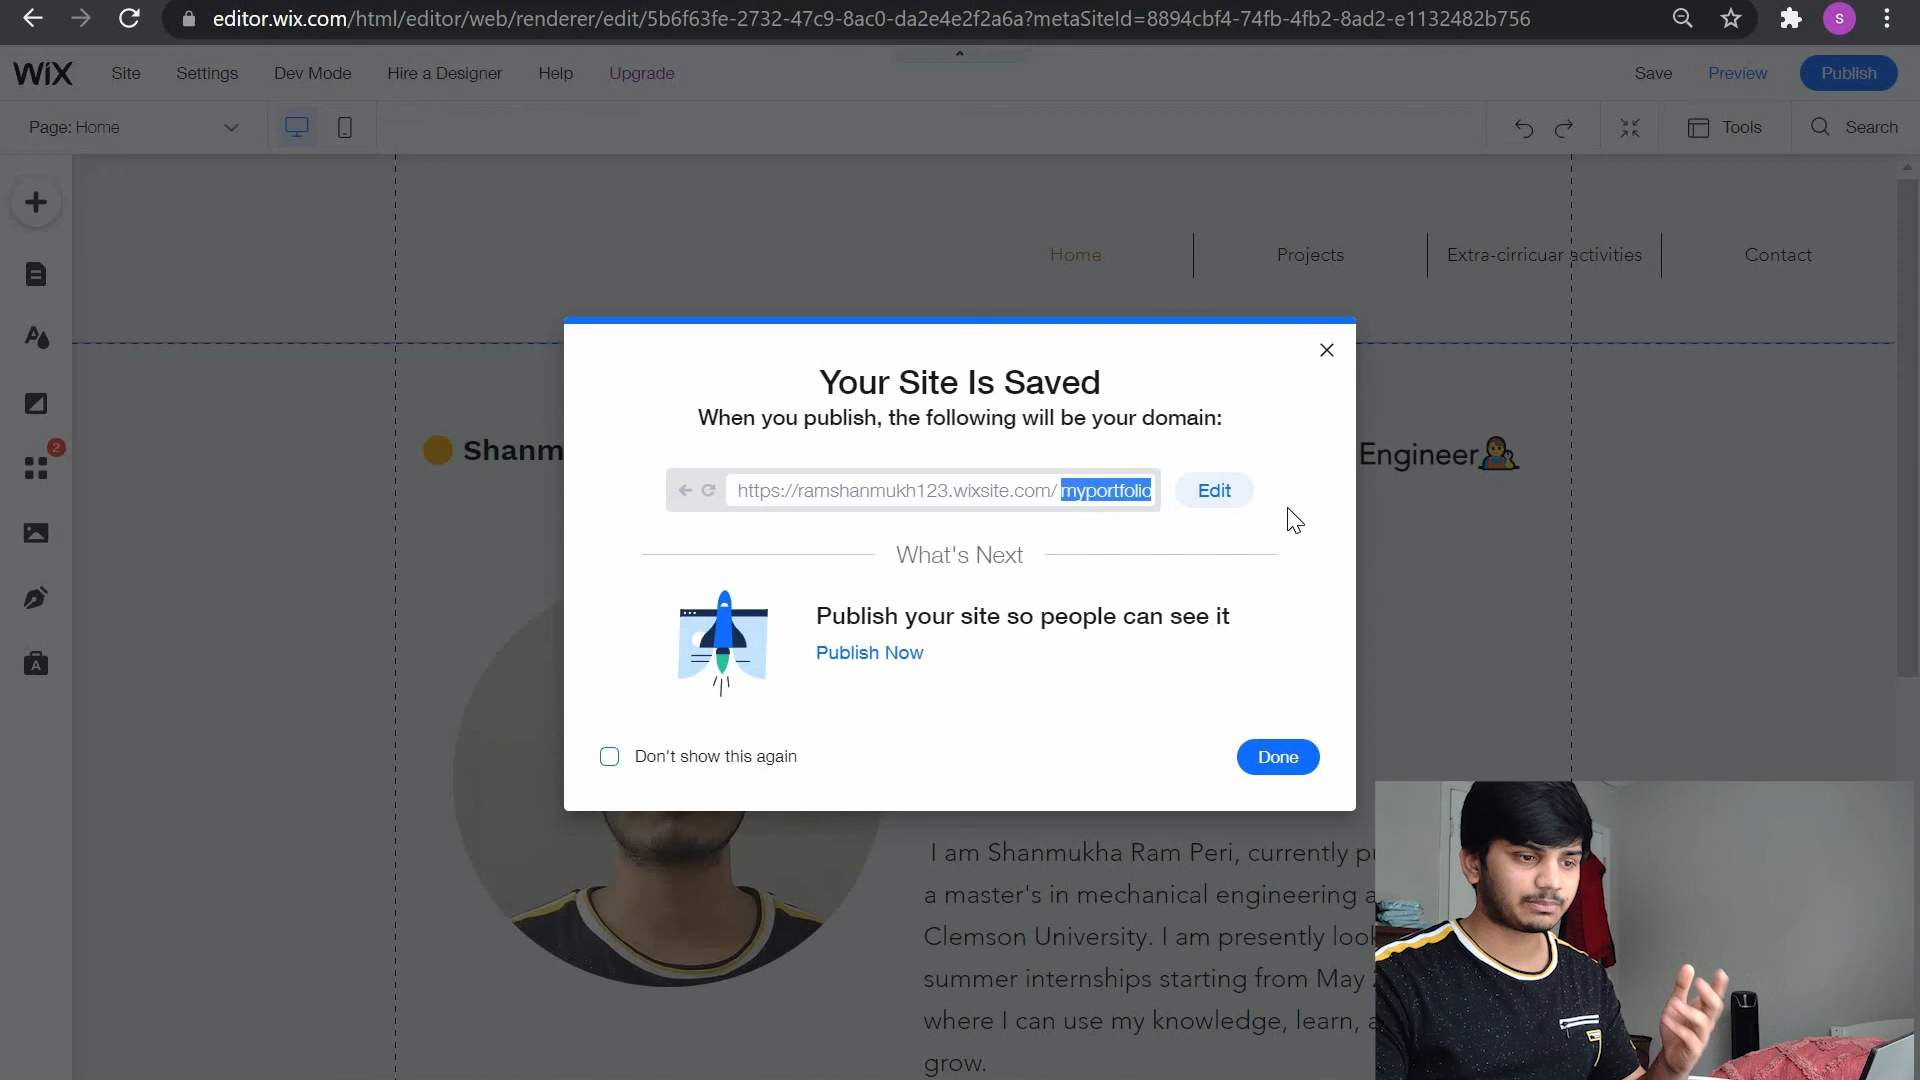 editor.wix.com/html/editor/web/renderer/edit/5b6f63fe-2732-47c9-8ac0-da2e4e2f2a6a?metaSiteId=8894cbf4-74fb-4fb2-8ad2-e1132482b756
S
WiX Site Settings Dev Mode Hire a Designer Help Upgrade Save Preview Publish
Page: Home Tools Search
Home Projects Extra-cirricuar activities Contact
Your Site Is Saved
When you publish, the following will be your domain:
2
Shanm Engineer
https://ramshanmukh123.wixsite.com/ myportfolio Edit
What's Next
Publish your site so people can see it
Publish Now
A
Don't show this again Done
I am Shanmukha Ram Peri, currently
a master's in mechanical engineering
Clemson University. I am presently
summer internships starting from May
where I can use my knowledge, learn,
grow.